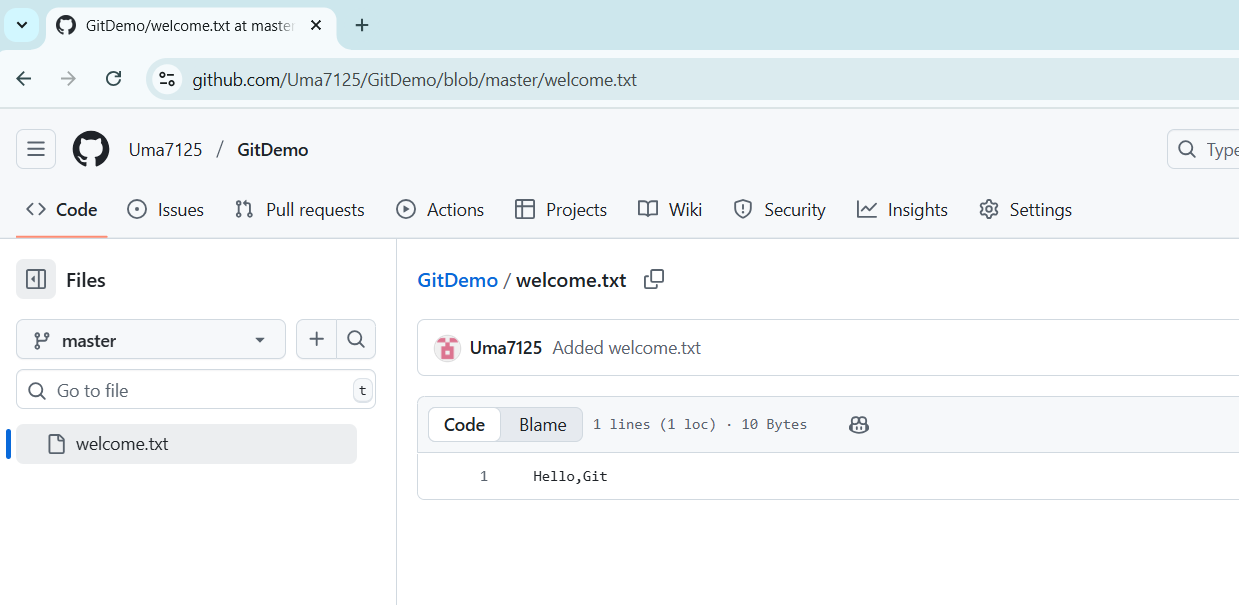 GitDemo/welcome.txt at master
github.com/Uma7125/GitDemo/blob/master/welcome.txt
Uma7125 / GitDemo
Type
Code Issues Pull requests Actions Projects Wiki Security Insights Settings
Files
master
Go to file t
welcome.txt
GitDemo / welcome.txt
Uma7125 Added welcome.txt
Code Blame 1 lines (1 loc) · 10 Bytes
1 Hello,Git